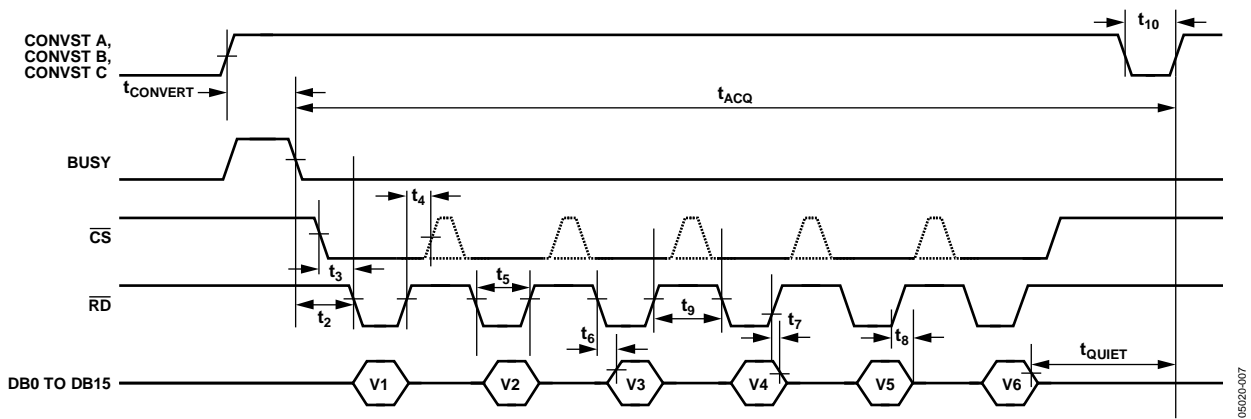 CONVST A,
CONVST B,
CONVST C
t10
tCONVERT
tACQ
BUSY
t4
CS
t3
t5
RD
t2
t9
t7
t6
t8
tQUIET
DB0 TO DB15
V1
V2
V3
V4
V5
V6
05020-007